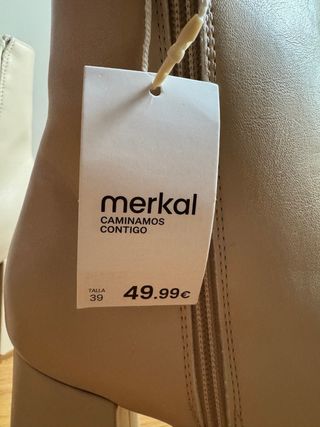 merkal
CAMINAMOS
CONTIGO
TALLA
39
49.99€